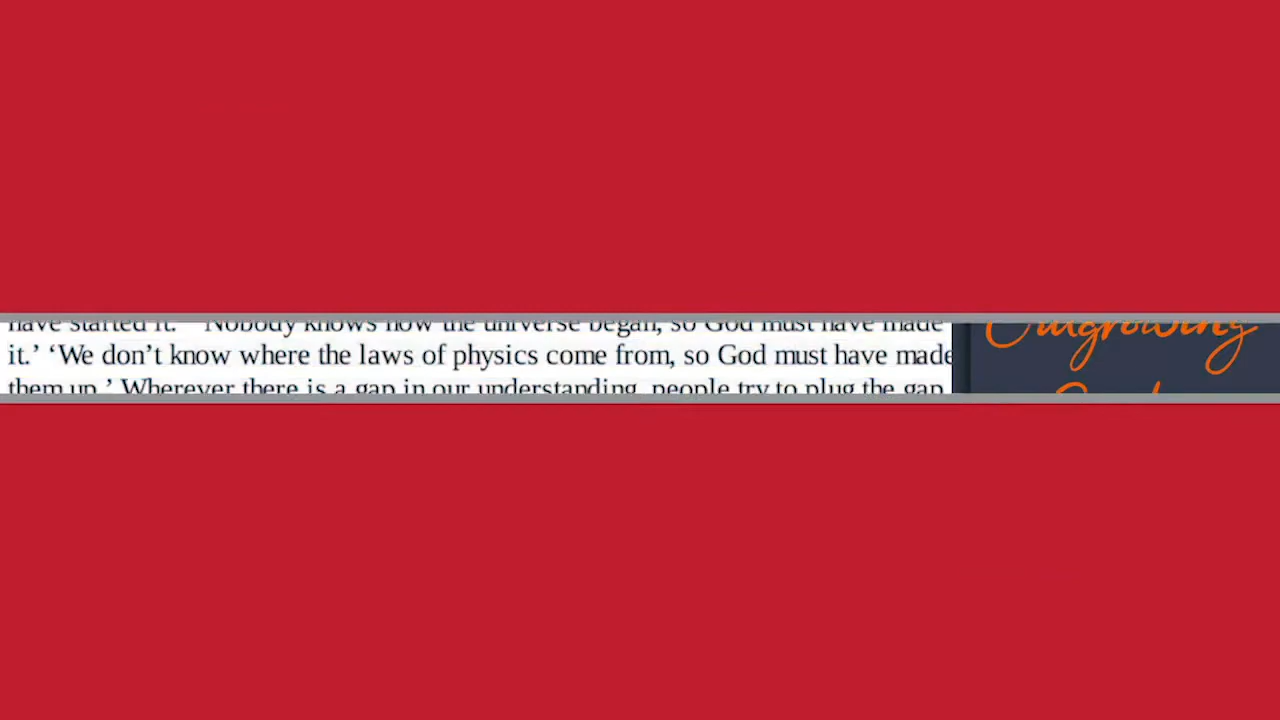 have started it.’ ‘Nobody knows how the universe began, so God must have made
it.’ ‘We don’t know where the laws of physics come from, so God must have made
them up.’ Wherever there is a gap in our understanding, people try to plug the gap
Outgrowing